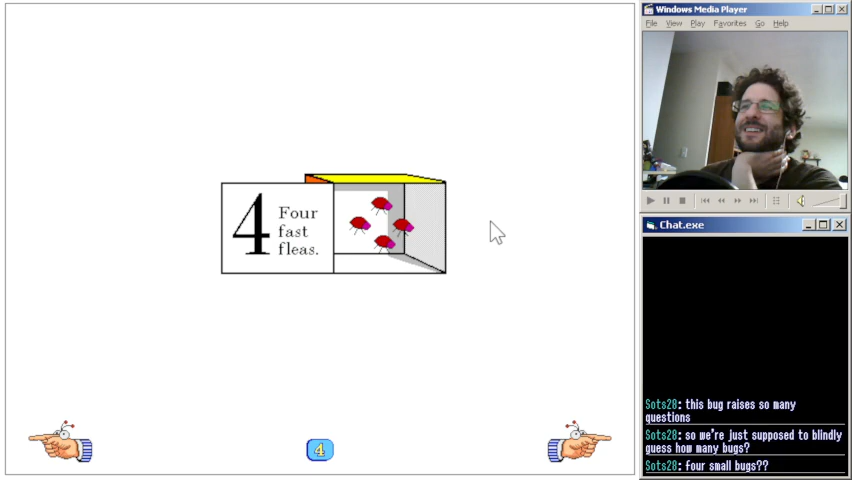 Windows Media Player
File View Play Favorites Go Help
4
Four
fast
fleas.
4
Chat.exe
Sots28: this bug raises so many
questions
Sots28: so we're just supposed to blindly
guess how many bugs?
Sots28: four small bugs??